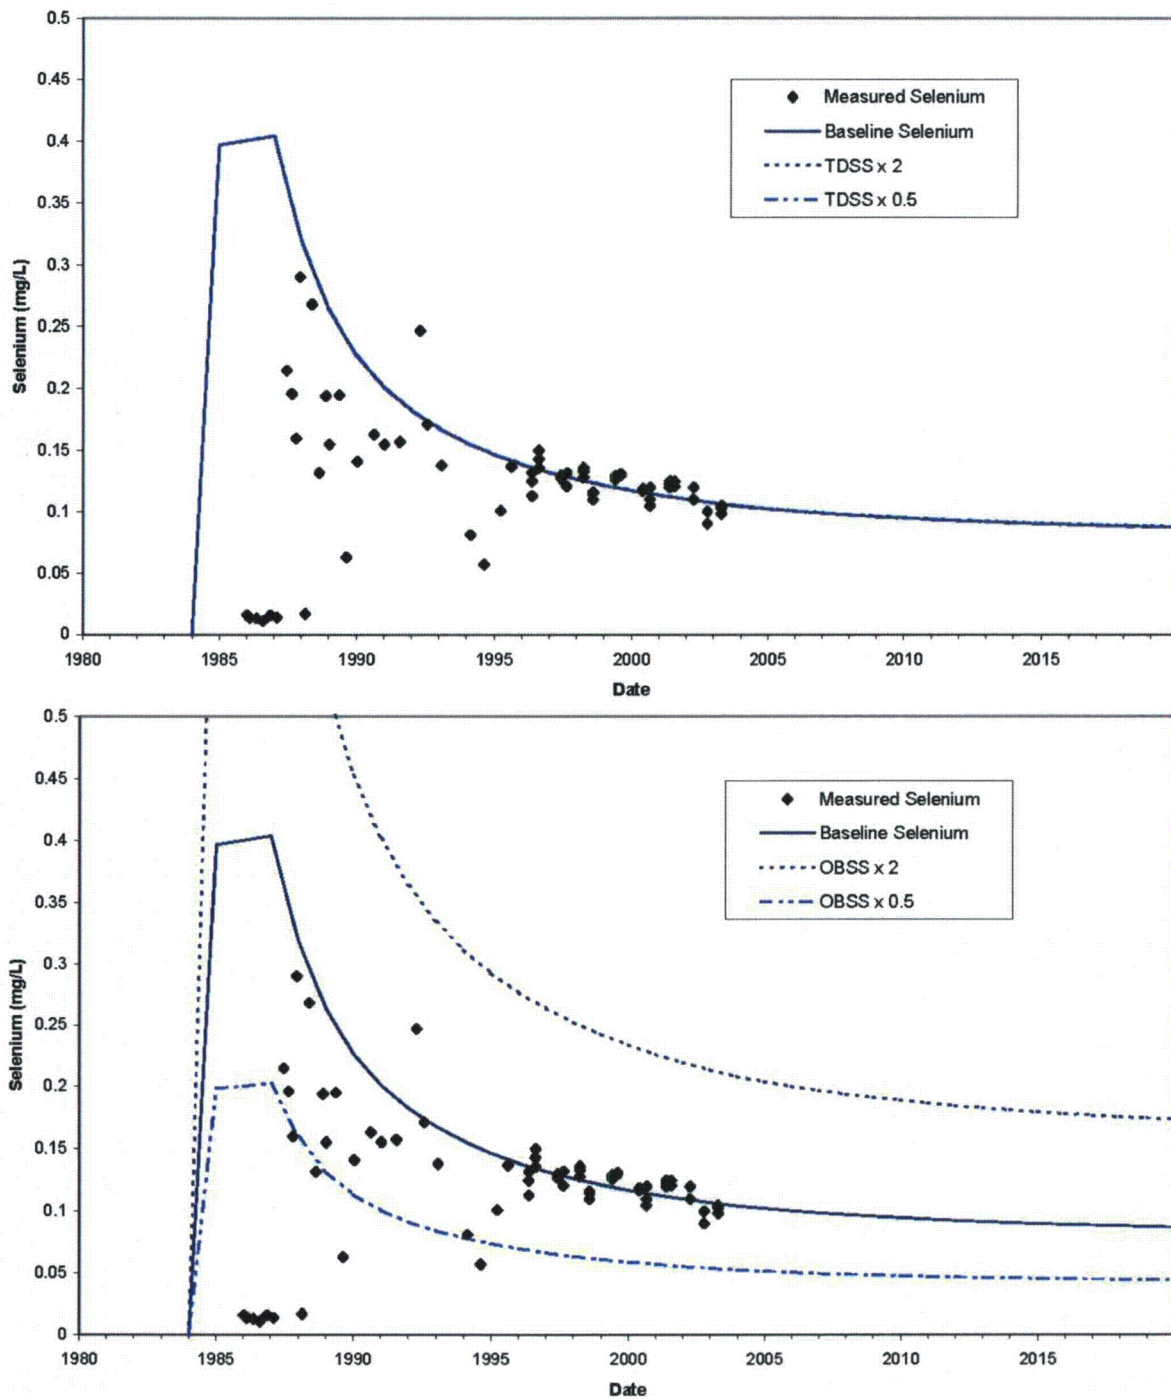 0.5
0.45
0.4
0.35
0.3
0.25
0.2
0.15
0.1
0.05
0
Selenium (mg/L)
Measured Selenium
Baseline Selenium
TDSS x 2
TDSS x 0.5
1980 1985 1990 1995 2000 2005 2010 2015
Date
0.5
0.45
0.4
0.35
0.3
0.25
0.2
0.15
0.1
0.05
0
Selenium (mg/L)
Measured Selenium
Baseline Selenium
OBSS x 2
OBSS x 0.5
1980 1985 1990 1995 2000 2005 2010 2015
Date